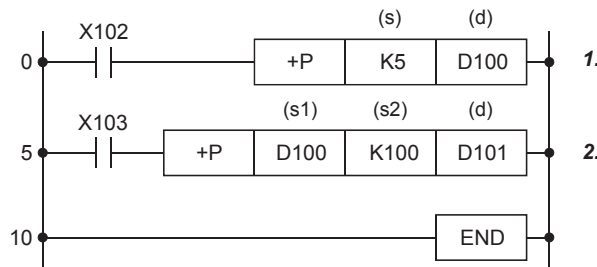 (s) (d)
X102
0 +P K5 D100 1.
(s1) (s2) (d)
X103
5 +P D100 K100 D101 2.
10 END